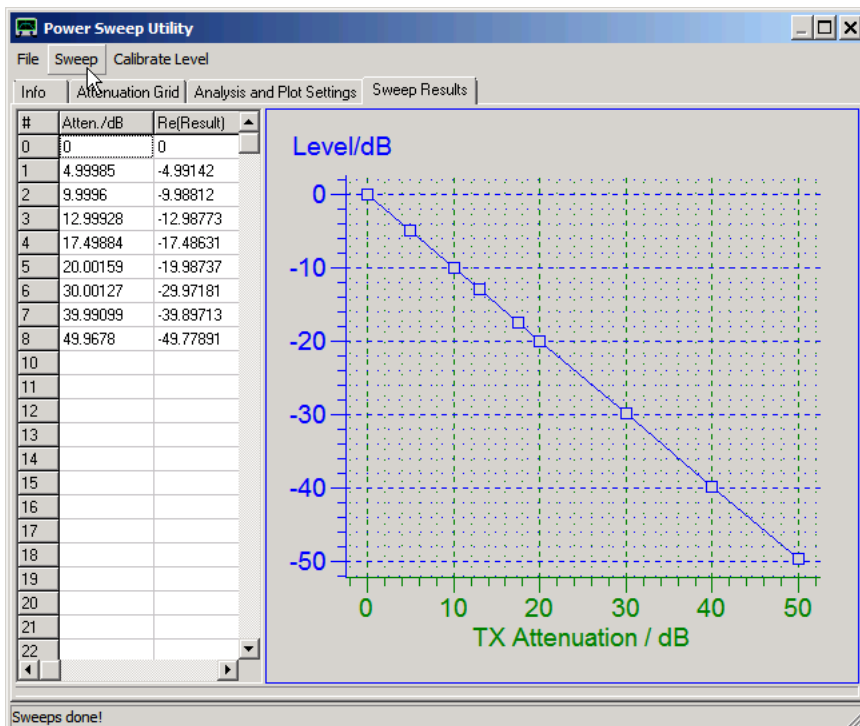 Power Sweep Utility
File Sweep Calibrate Level
Info Attenuation Grid Analysis and Plot Settings Sweep Results
# Atten./dB Re(Result)
0 0 0
1 4.99985 -4.99142
2 9.9996 -9.98812
3 12.99928 -12.98773
4 17.49884 -17.48631
5 20.00159 -19.98737
6 30.00127 -29.97181
7 39.99099 -39.89713
8 49.9678 -49.77891
10
11
12
13
14
15
16
17
18
19
20
21
22
Level/dB
0
-10
-20
-30
-40
-50
0 10 20 30 40 50
TX Attenuation / dB
Sweeps done!